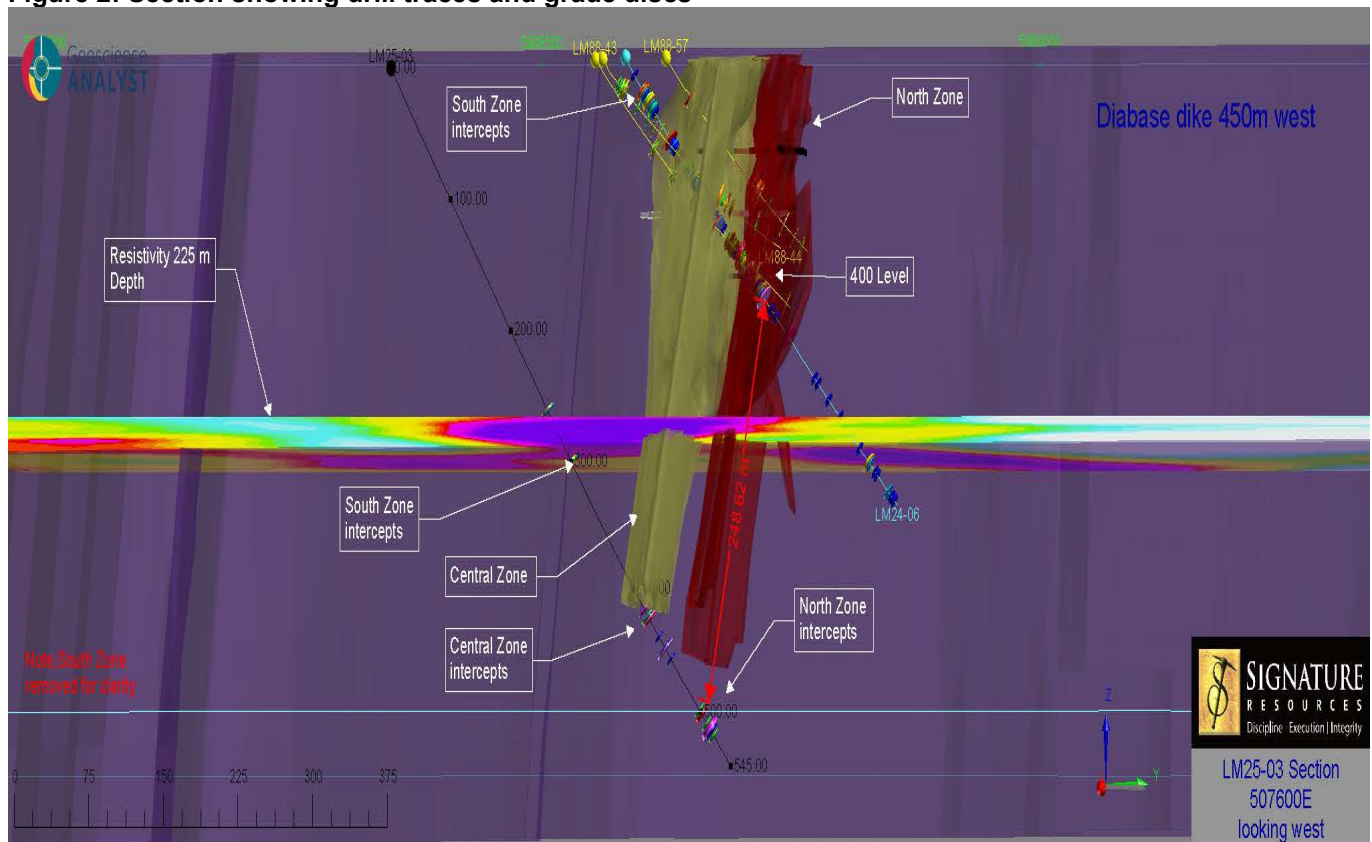 Figure 2: Section showing drill traces and grade discs
Geoscience
ANALYST
LM25-03
0.00
LM88-43
LM88-57
South Zone
intercepts
North Zone
Diabase dike 450m west
100.00
Resistivity 225 m
Depth
LM88-44
400 Level
200.00
300.00
South Zone
intercepts
LM24-06
248.62 m
Central Zone
North Zone
intercepts
Central Zone
intercepts
Note:South Zone
removed for clarity
500.00
545.00
0 75 150 225 300 375
Z
Y
SIGNATURE
RESOURCES
Discipline Execution | Integrity
LM25-03 Section
507600E
looking west